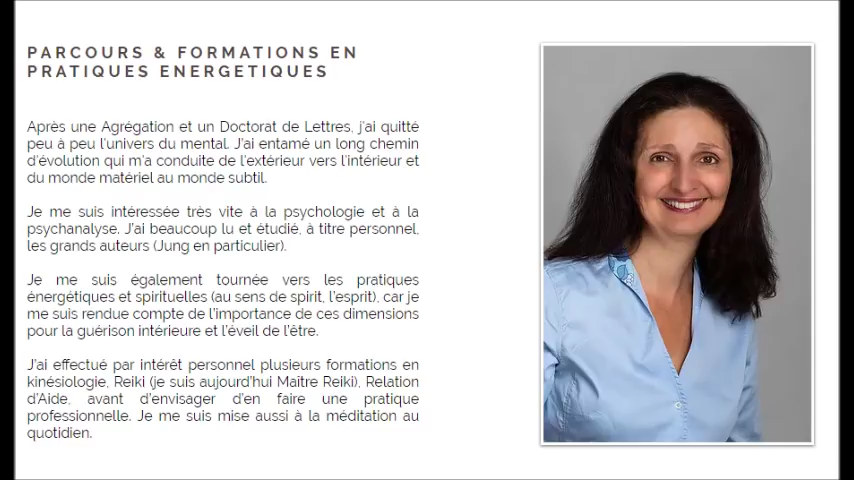 PARCOURS & FORMATIONS EN
PRATIQUES ENERGETIQUES
Après une Agrégation et un Doctorat de Lettres, j'ai quitté
peu à peu l'univers du mental. J'ai entamé un long chemin
d'évolution qui m'a conduite de l'extérieur vers l'intérieur et
du monde matériel au monde subtil.
Je me suis intéressée très vite à la psychologie et à la
psychanalyse. J'ai beaucoup lu et étudié, à titre personnel,
les grands auteurs (Jung en particulier).
Je me suis également tournée vers les pratiques
énergétiques et spirituelles (au sens de spirit, l'esprit), car je
me suis rendue compte de l'importance de ces dimensions
pour la guérison intérieure et l'éveil de l'être.
J'ai effectué par intérêt personnel plusieurs formations en
kinésiologie, Reiki (je suis aujourd'hui Maître Reiki), Relation
d'Aide, avant d'envisager d'en faire une pratique
professionnelle. Je me suis mise aussi à la méditation au
quotidien.